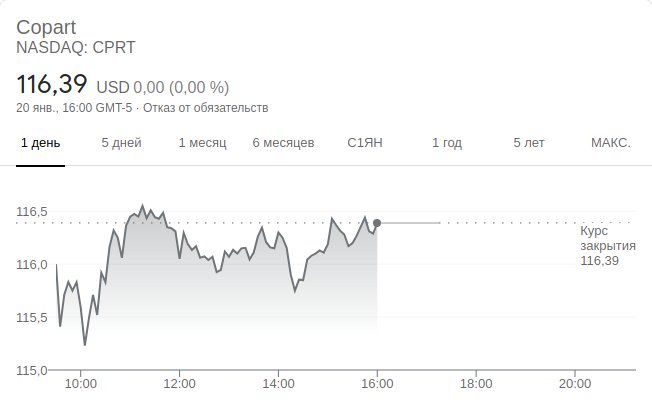 Copart
NASDAQ: CPRT
116,39 USD 0,00 (0,00 %)
20 янв., 16:00 GMT-5 · Отказ от обязательств
1 день 5 дней 1 месяц 6 месяцев С1ЯН 1 год 5 лет МАКС.
116,5
Курс
закрытия
116,39
116,0
115,5
115,0
10:00 12:00 14:00 16:00 18:00 20:00